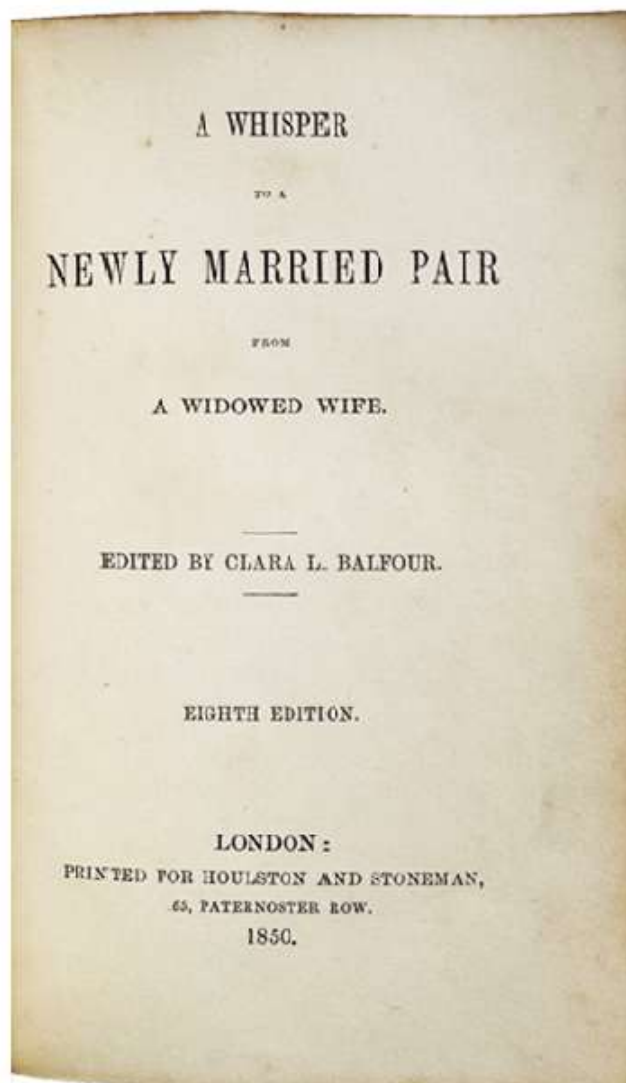 A WHISPER
TO A
NEWLY MARRIED PAIR
FROM
A WIDOWED WIFE.
EDITED BY CLARA L. BALFOUR.
EIGHTH EDITION.
LONDON:
PRINTED FOR HOULSTON AND STONEMAN,
65, PATERNOSTER ROW.
1850.